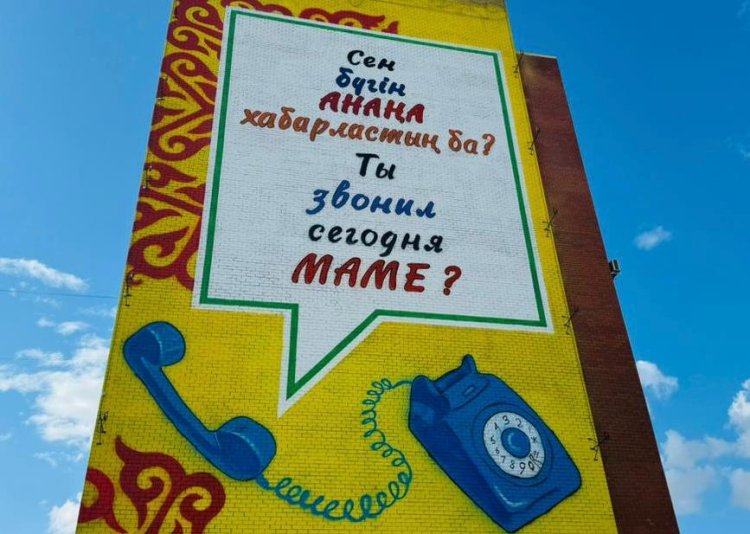 Сен
бүгін
АНАҢА
хабарластың ба?
Ты
звонил
сегодня
МАМЕ?